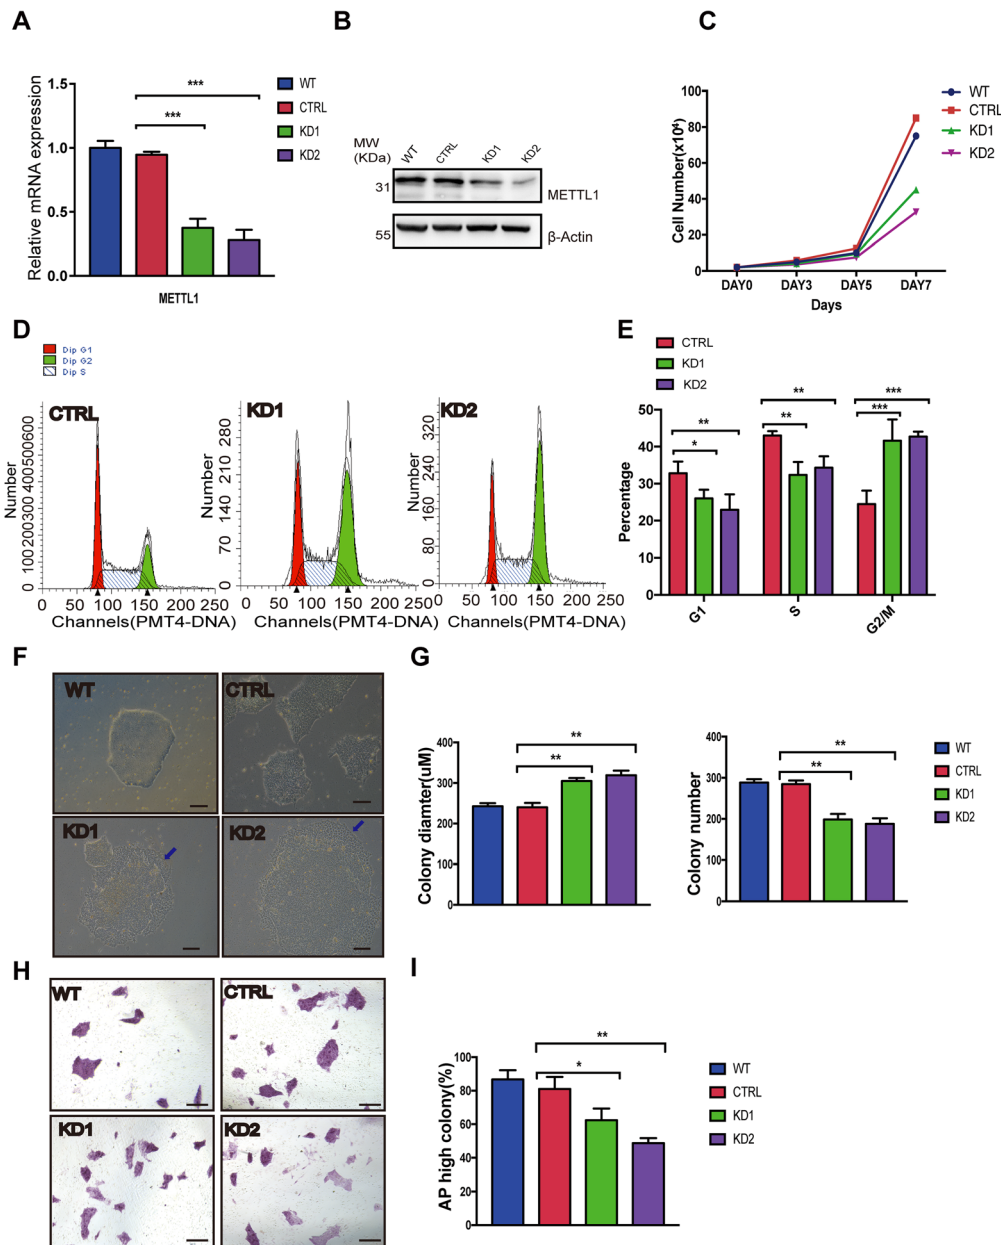 A
Relative mRNA expression
1.5
1.0
0.5
0.0
***
***
METTL1
WT
CTRL
KD1
KD2
B
MW
(KDa)
WT
CTRL
KD1
KD2
31
METTL1
55
β-Actin
C
Cell Number(x10⁴)
100
80
60
40
20
0
DAY0
DAY3
DAY5
DAY7
Days
WT
CTRL
KD1
KD2
D
Dip G1
Dip G2
Dip S
CTRL
Number
0 100 200 300 400 500 600
0 50 100 150 200 250
Channels(PMT4-DNA)
KD1
Number
0 70 140 210 280
0 50 100 150 200 250
Channels(PMT4-DNA)
KD2
Number
0 80 160 240 320
0 50 100 150 200 250
Channels(PMT4-DNA)
E
CTRL
KD1
KD2
Percentage
50
40
30
20
10
0
**
*
**
**
***
***
G1
S
G2/M
F
WT
CTRL
KD1
KD2
G
Colony diamter(uM)
400
300
200
100
0
**
**
Colony number
400
300
200
100
0
**
**
WT
CTRL
KD1
KD2
H
WT
CTRL
KD1
KD2
I
AP high colony(%)
100
80
60
40
20
0
**
*
WT
CTRL
KD1
KD2